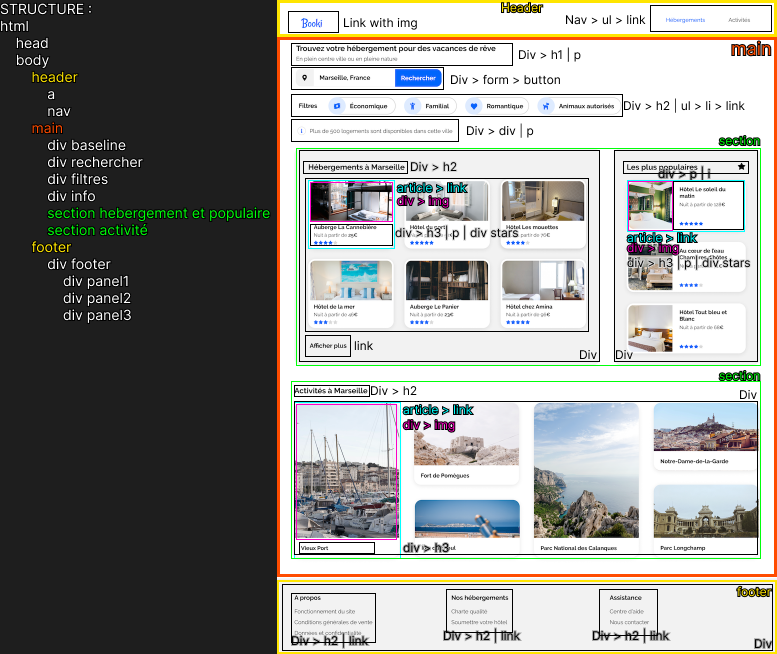 STRUCTURE :
html
head
body
header
a
nav
main
div baseline
div rechercher
div filtres
div info
section hebergement et populaire
section activité
footer
div footer
div panel1
div panel2
div panel3
Header
Booki
Link with img
Nav > ul > link
Hébergements
Activités
main
Trouvez votre hébergement pour des vacances de rêve
En plein centre ville ou en pleine nature
Div > h1 | p
Marseille, France
Rechercher
Div > form > button
Filtres
Économique
Familial
Romantique
Animaux autorisés
Div > h2 | ul > li > link
Plus de 500 logements sont disponibles dans cette ville
Div > div | p
section
Hébergements à Marseille
Div > h2
article > link
div > img
Auberge La Cannebière
Nuit à partir de 25€
Hôtel du port
Hôtel Les mouettes
div > h3 | p | div stars
Hôtel de la mer
Nuit à partir de 46€
Auberge Le Panier
Nuit à partir de 23€
Hôtel chez Amina
Nuit à partir de 96€
Afficher plus
link
Div
Les plus populaires
div > p | i
Hôtel Le soleil du matin
Nuit à partir de 128€
article > link
div > img
Au cœur de l'eau
Chambres d'hôtes
div > h3 | p | div.stars
Hôtel Tout bleu et Blanc
Nuit à partir de 68€
Div
section
Activités à Marseille
Div > h2
Div
article > link
div > img
Vieux Port
Fort de Pomègues
div > h3
Parc National des Calanques
Notre-Dame-de-la-Garde
Parc Longchamp
footer
A propos
Fonctionnement du site
Conditions générales de vente
Données et confidentialité
Div > h2 | link
Nos hébergements
Charte qualité
Soumettre votre hôtel
Div > h2 | link
Assistance
Centre d'aide
Nous contacter
Div > h2 | link
Div